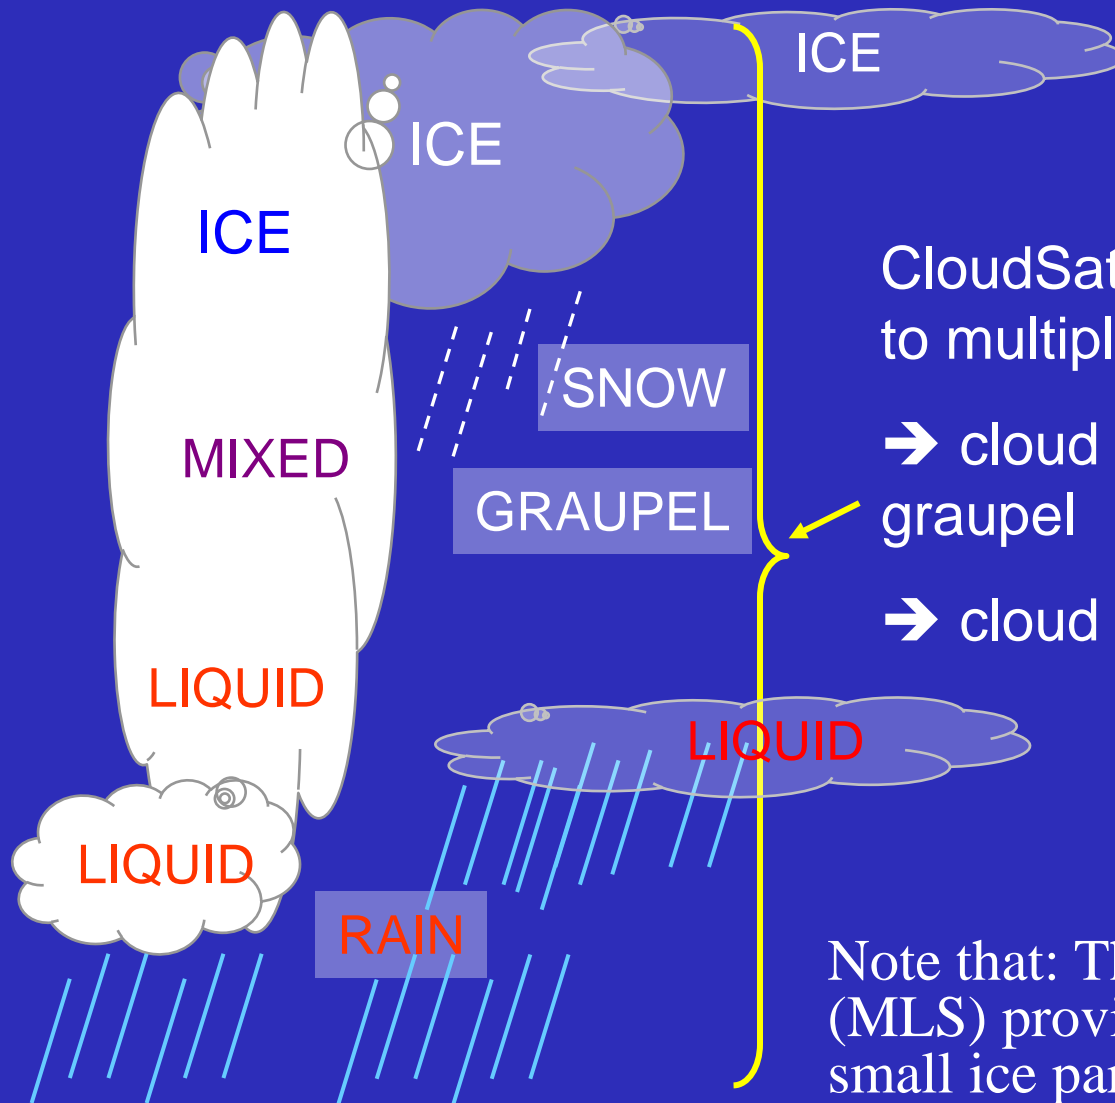 ICE
ICE
ICE
SNOW
MIXED
GRAUPEL
LIQUID
LIQUID
LIQUID
RAIN
CloudSat
to multipl
➔ cloud
graupel
➔ cloud
Note that:
(MLS) provi
small ice par